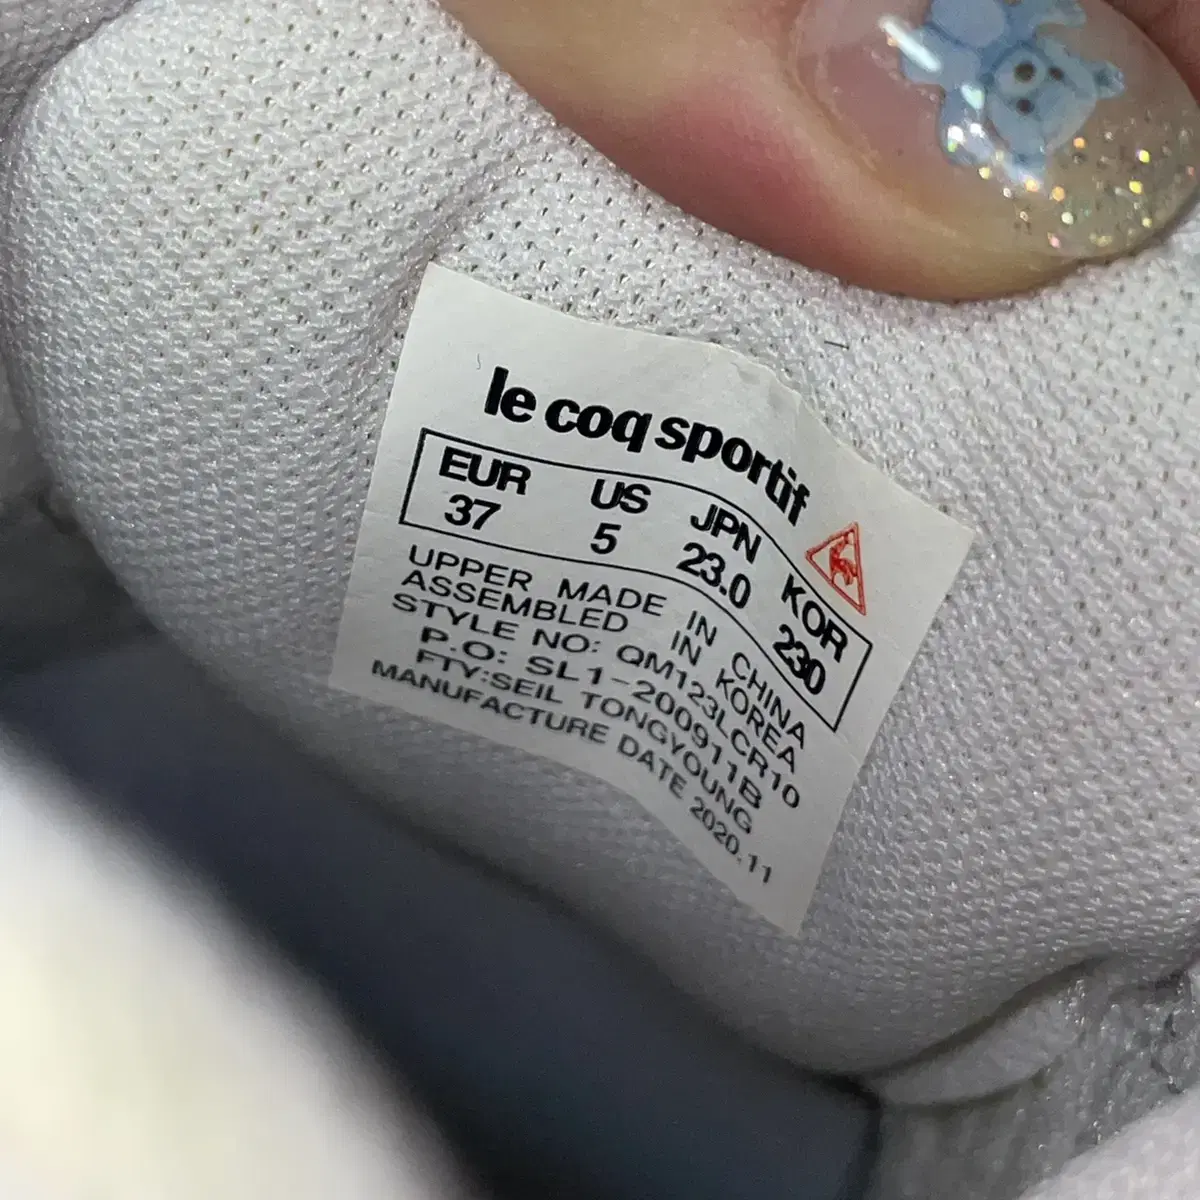 le coq sportif
EUR US JPN KOR
37 5 23.0 230
UPPER MADE IN CHINA
ASSEMBLED IN KOREA
STYLE NO: QM123LCR10
P.O: SL1-200911B
FTY:SEIL TONGYOUNG
MANUFACTURE DATE 2020.11